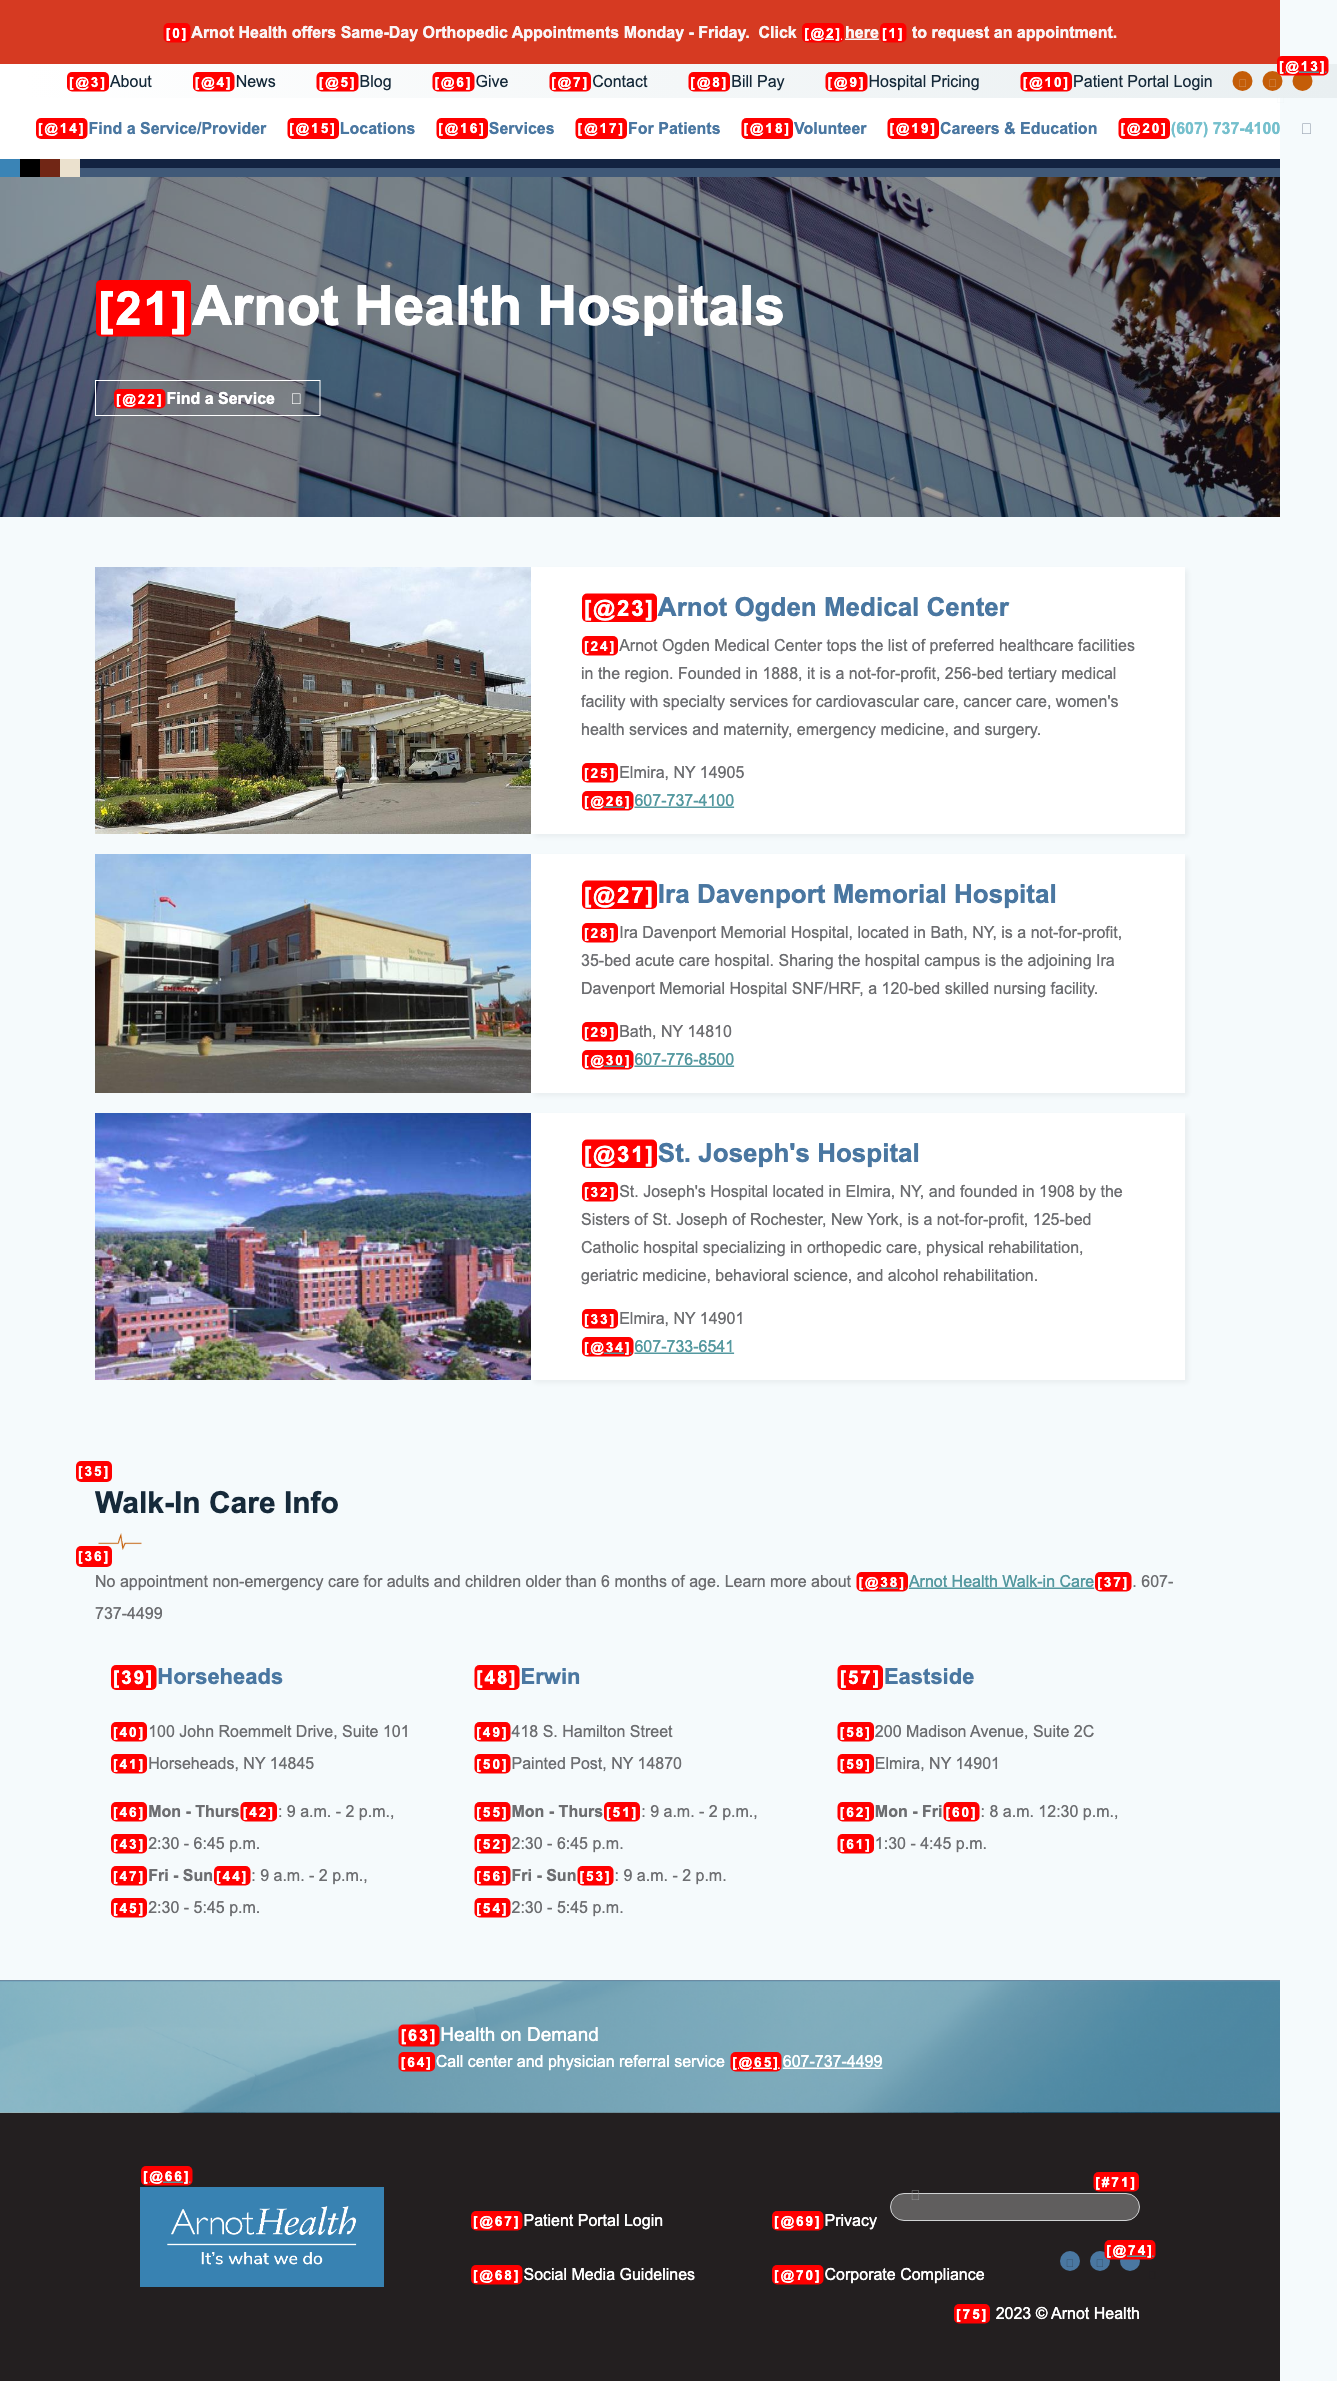 [0] Arnot Health offers Same-Day Orthopedic Appointments Monday - Friday. Click [@2] here [1] to request an appointment.
[@13]
[@3] About [@4] News [@5] Blog [@6] Give [@7] Contact [@8] Bill Pay [@9] Hospital Pricing [@10] Patient Portal Login
[@14] Find a Service/Provider [@15] Locations [@16] Services [@17] For Patients [@18] Volunteer [@19] Careers & Education [@20] (607) 737-4100
[21] Arnot Health Hospitals
[@22] Find a Service
[@23] Arnot Ogden Medical Center
[24] Arnot Ogden Medical Center tops the list of preferred healthcare facilities
in the region. Founded in 1888, it is a not-for-profit, 256-bed tertiary medical
facility with specialty services for cardiovascular care, cancer care, women's
health services and maternity, emergency medicine, and surgery.
[25] Elmira, NY 14905
[@26] 607-737-4100
[@27] Ira Davenport Memorial Hospital
[28] Ira Davenport Memorial Hospital, located in Bath, NY, is a not-for-profit,
35-bed acute care hospital. Sharing the hospital campus is the adjoining Ira
Davenport Memorial Hospital SNF/HRF, a 120-bed skilled nursing facility.
[29] Bath, NY 14810
[@30] 607-776-8500
[@31] St. Joseph's Hospital
[32] St. Joseph's Hospital located in Elmira, NY, and founded in 1908 by the
Sisters of St. Joseph of Rochester, New York, is a not-for-profit, 125-bed
Catholic hospital specializing in orthopedic care, physical rehabilitation,
geriatric medicine, behavioral science, and alcohol rehabilitation.
[33] Elmira, NY 14901
[@34] 607-733-6541
[35]
Walk-In Care Info
[36]
No appointment non-emergency care for adults and children older than 6 months of age. Learn more about [@38] Arnot Health Walk-in Care [37] . 607-
737-4499
[39] Horseheads
[40] 100 John Roemmelt Drive, Suite 101
[41] Horseheads, NY 14845
[46] Mon - Thurs [42] : 9 a.m. - 2 p.m.,
[43] 2:30 - 6:45 p.m.
[47] Fri - Sun [44] : 9 a.m. - 2 p.m.,
[45] 2:30 - 5:45 p.m.
[48] Erwin
[49] 418 S. Hamilton Street
[50] Painted Post, NY 14870
[55] Mon - Thurs [51] : 9 a.m. - 2 p.m.,
[52] 2:30 - 6:45 p.m.
[56] Fri - Sun [53] : 9 a.m. - 2 p.m.
[54] 2:30 - 5:45 p.m.
[57] Eastside
[58] 200 Madison Avenue, Suite 2C
[59] Elmira, NY 14901
[62] Mon - Fri [60] : 8 a.m. 12:30 p.m.,
[61] 1:30 - 4:45 p.m.
[63] Health on Demand
[64] Call center and physician referral service [@65] 607-737-4499
[@66]
ArnotHealth
It's what we do
[@67] Patient Portal Login
[@68] Social Media Guidelines
[@69] Privacy
[@70] Corporate Compliance
[#71]
[@74]
[75] 2023 © Arnot Health